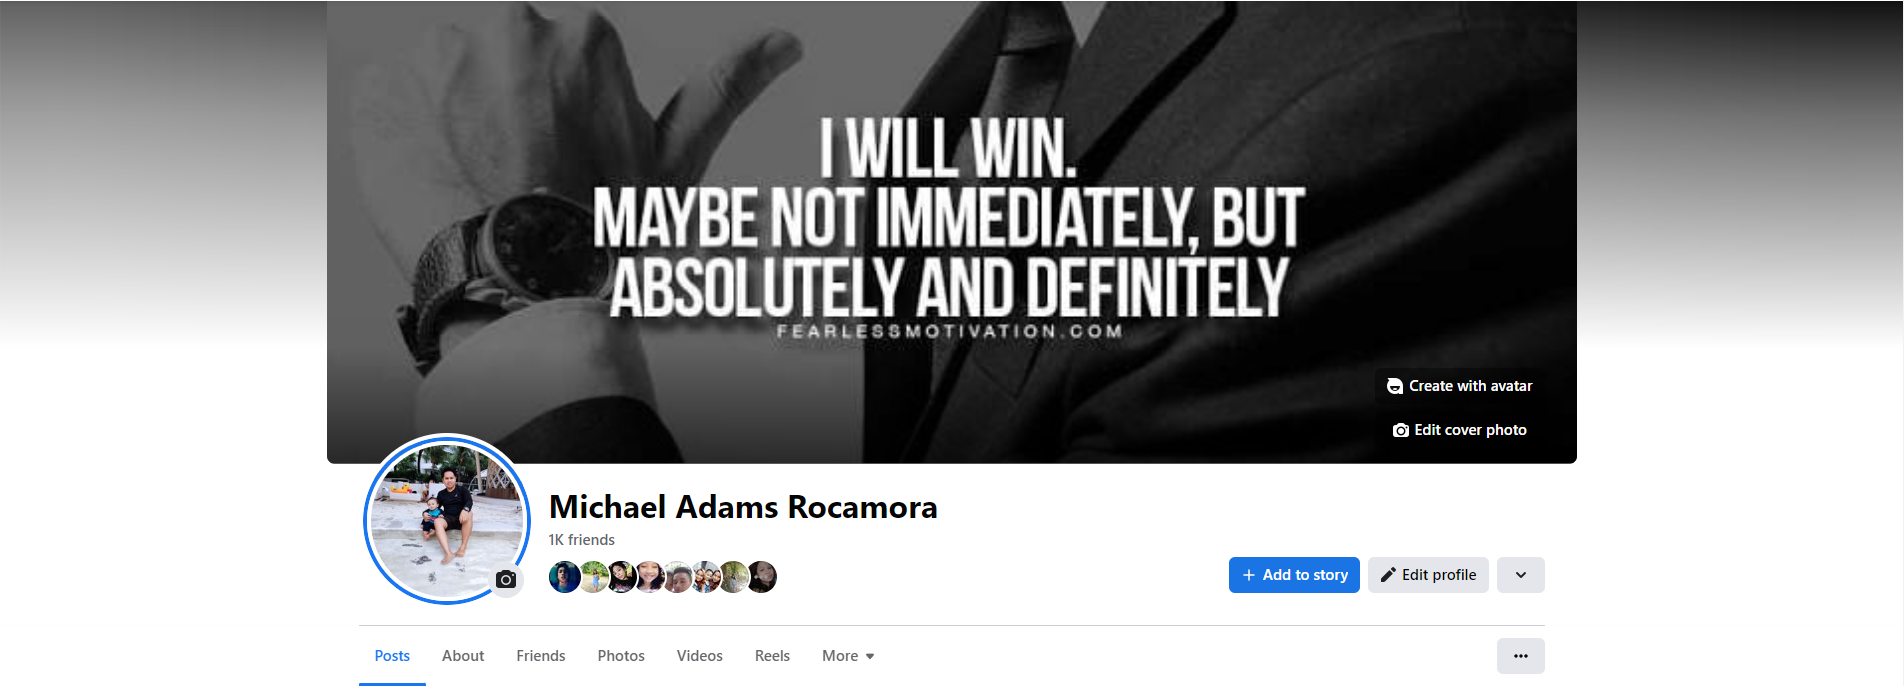 I WILL WIN.
MAYBE NOT IMMEDIATELY, BUT
ABSOLUTELY AND DEFINITELY
FEARLESSMOTIVATION.COM
Create with avatar
Edit cover photo
Michael Adams Rocamora
1K friends
Add to story
Edit profile
Posts
About
Friends
Photos
Videos
Reels
More